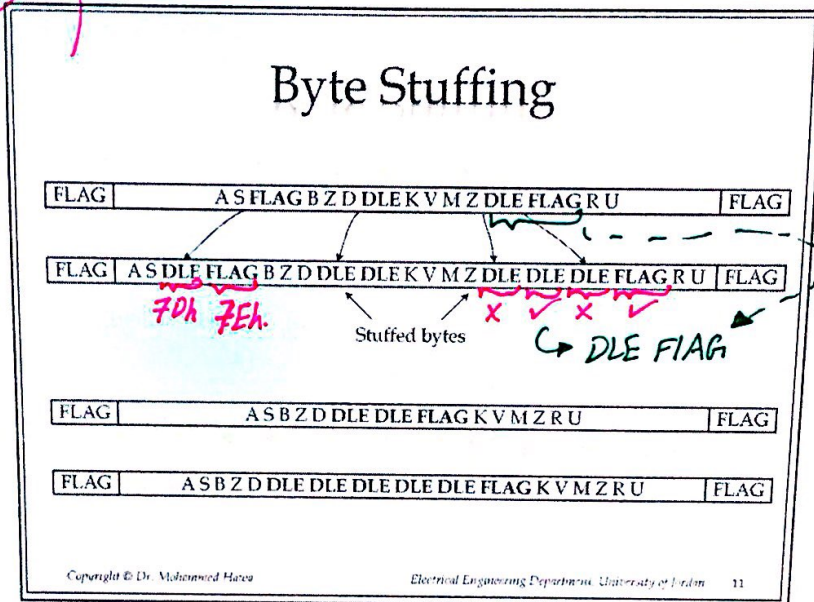 Byte Stuffing
FLAG A S FLAG B Z D DLE K V M Z DLE FLAG R U FLAG
FLAG A S DLE FLAG B Z D DLE DLE K V M Z DLE DLE DLE FLAG R U FLAG
7Dh 7Eh. x ✓ x ✓
Stuffed bytes
↳ DLE FlAG
FLAG A S B Z D DLE DLE FLAG K V M Z R U FLAG
FLAG A S B Z D DLE DLE DLE DLE DLE FLAG K V M Z R U FLAG
Copyright © Dr. Mohammed Hawa Electrical Engineering Department, University of Jordan 11